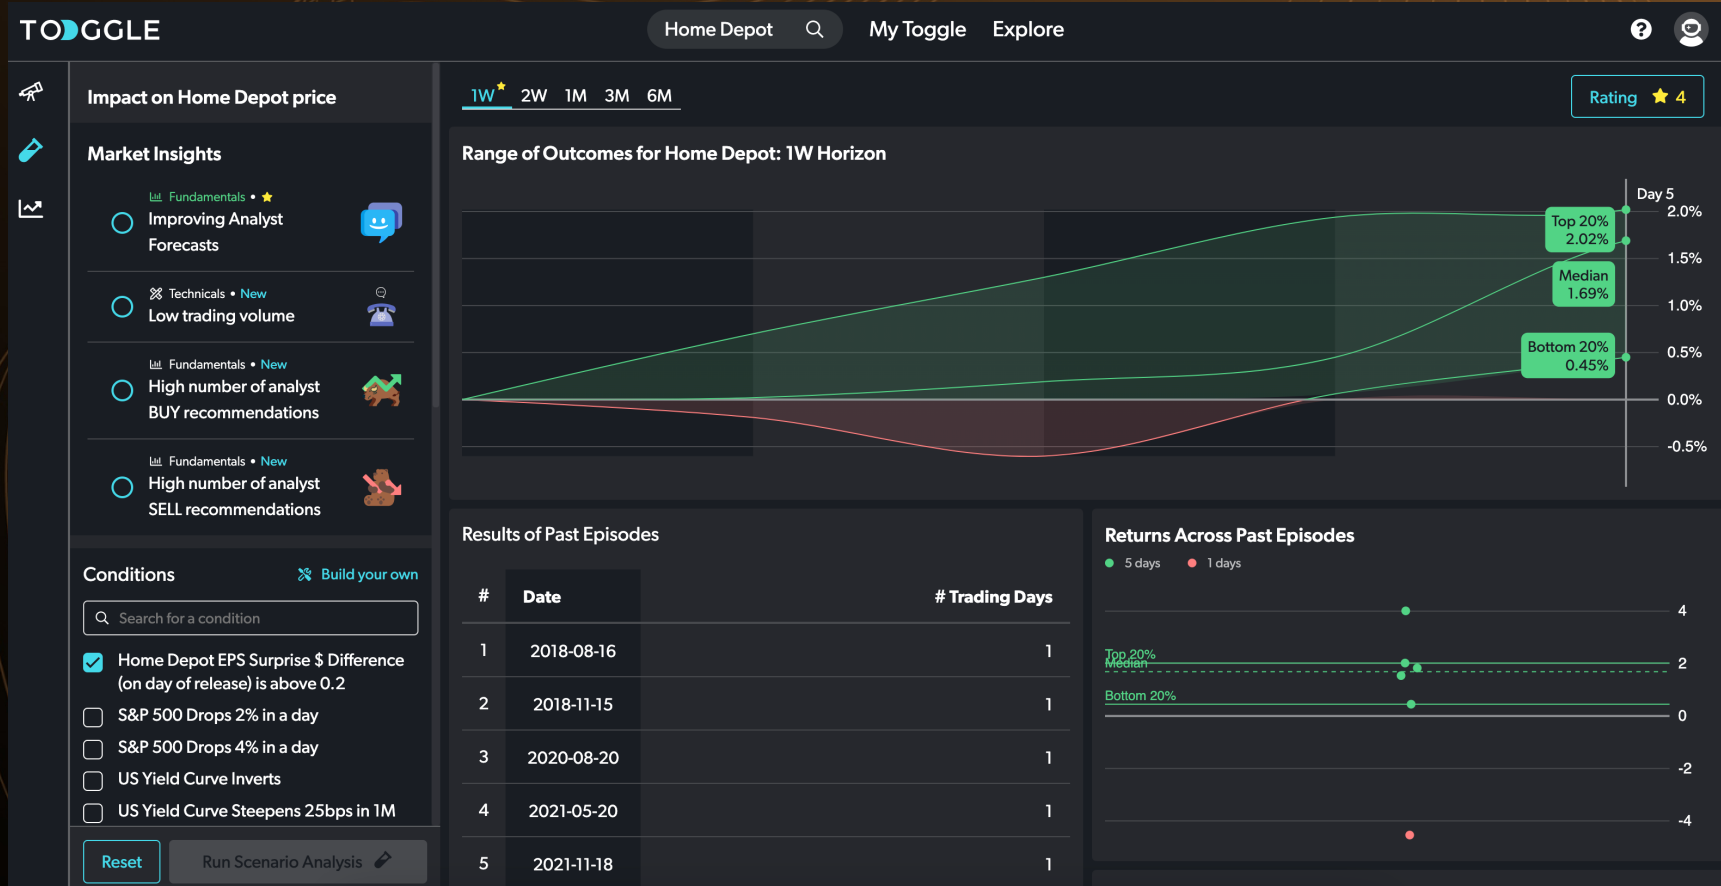 TOGGLE
Home Depot
My Toggle
Explore
?
Impact on Home Depot price
Market Insights
Fundamentals •
Improving Analyst
Forecasts
Technicals • New
Low trading volume
Fundamentals • New
High number of analyst
BUY recommendations
Fundamentals • New
High number of analyst
SELL recommendations
Conditions
Build your own
Search for a condition
Home Depot EPS Surprise $ Difference
(on day of release) is above 0.2
S&P 500 Drops 2% in a day
S&P 500 Drops 4% in a day
US Yield Curve Inverts
US Yield Curve Steepens 25bps in 1M
Reset
Run Scenario Analysis
1W 2W 1M 3M 6M
Rating 4
Range of Outcomes for Home Depot: 1W Horizon
Day 5
2.0%
1.5%
1.0%
0.5%
0.0%
-0.5%
Top 20%
2.02%
Median
1.69%
Bottom 20%
0.45%
Results of Past Episodes
# Date # Trading Days
1 2018-08-16 1
2 2018-11-15 1
3 2020-08-20 1
4 2021-05-20 1
5 2021-11-18 1
Returns Across Past Episodes
5 days 1 days
4
Top 20%
Median
2
Bottom 20%
0
-2
-4